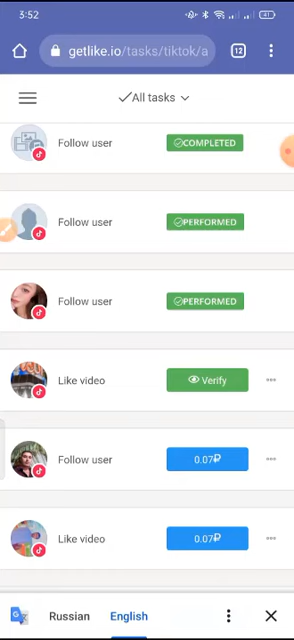 3:52
41
getlike.io/tasks/tiktok/a
12
All tasks
Follow user
COMPLETED
Follow user
PERFORMED
Follow user
PERFORMED
Like video
Verify
Follow user
0.07₽
Like video
0.07₽
Russian
English